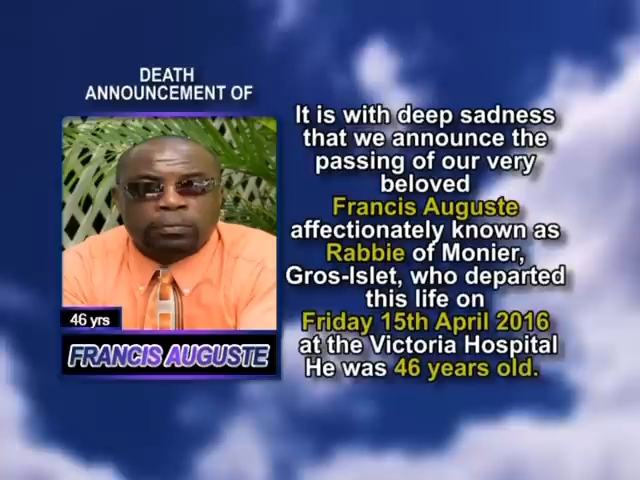 DEATH
ANNOUNCEMENT OF
46 yrs
FRANCIS AUGUSTE
It is with deep sadness
that we announce the
passing of our very
beloved
Francis Auguste
affectionately known as
Rabbie of Monier,
Gros-Islet, who departed
this life on
Friday 15th April 2016
at the Victoria Hospital
He was 46 years old.